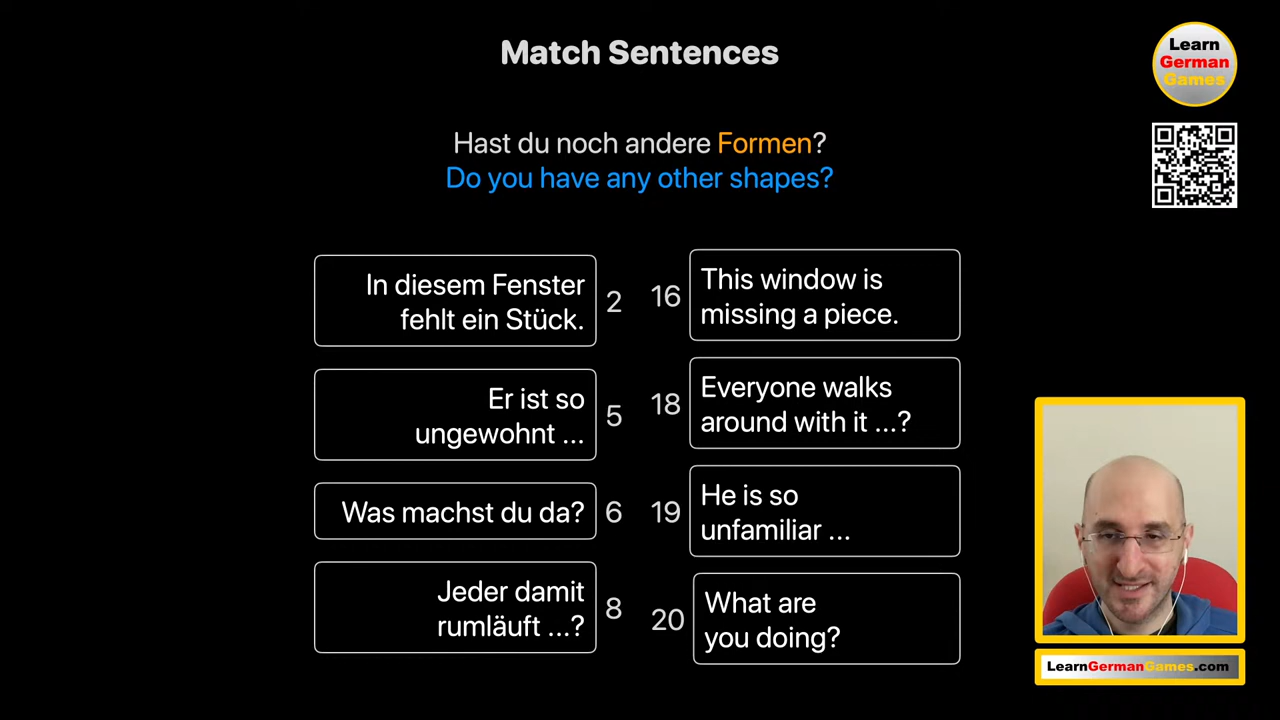 Match Sentences
Learn
German
Games
Hast du noch andere Formen?
Do you have any other shapes?
In diesem Fenster
fehlt ein Stück.
2
16
This window is
missing a piece.
Er ist so
ungewohnt ...
5
18
Everyone walks
around with it ...?
Was machst du da?
6
19
He is so
unfamiliar ...
Jeder damit
rumläuft ...?
8
20
What are
you doing?
LearnGermanGames.com